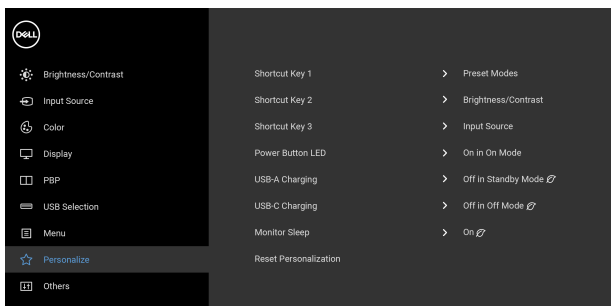 DELL
Brightness/Contrast
Input Source
Color
Display
PBP
USB Selection
Menu
Personalize
Others
Shortcut Key 1 > Preset Modes
Shortcut Key 2 > Brightness/Contrast
Shortcut Key 3 > Input Source
Power Button LED > On in On Mode
USB-A Charging > Off in Standby Mode
USB-C Charging > Off in Off Mode
Monitor Sleep > On
Reset Personalization